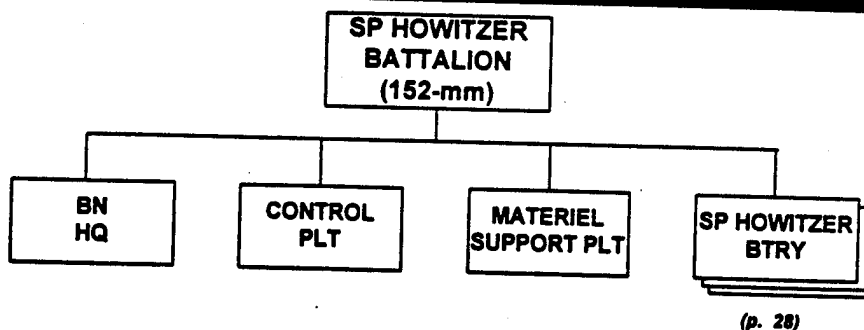 SP HOWITZER
BATTALION
(152-mm)
BN
HQ
CONTROL
PLT
MATERIEL
SUPPORT PLT
SP HOWITZER
BTRY
(p. 28)